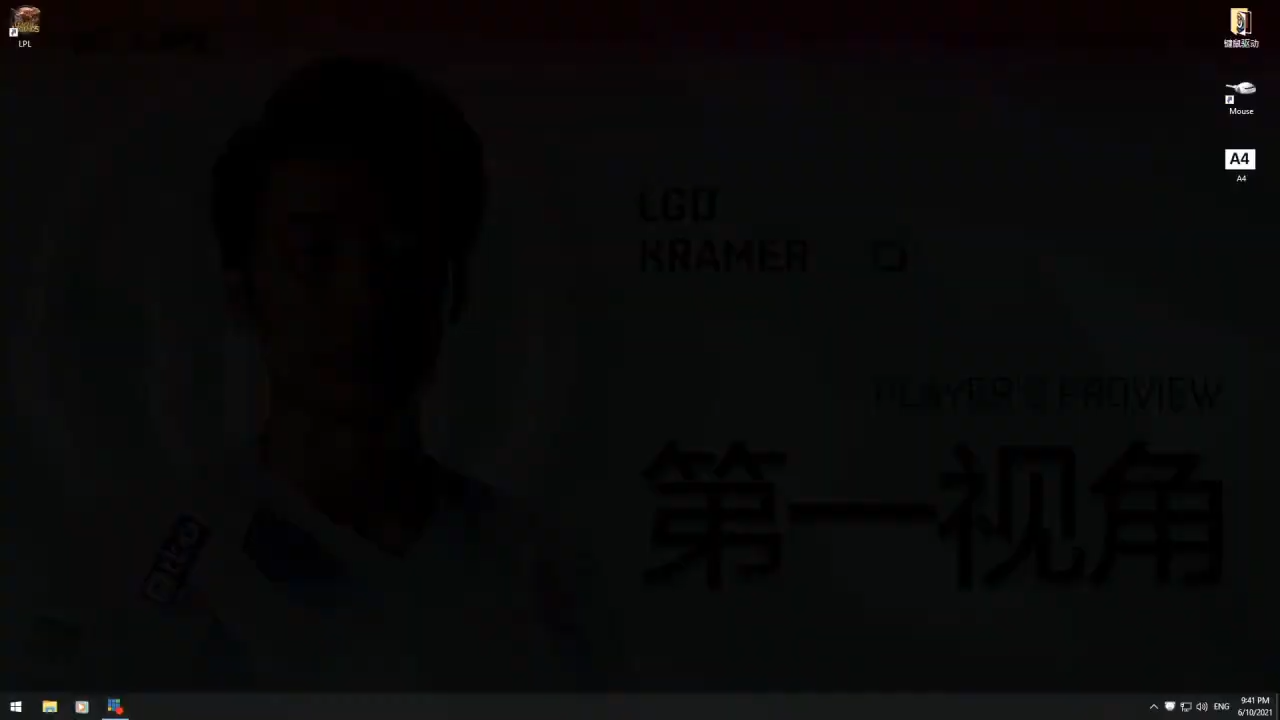 LPL
键鼠驱动
Mouse
A4
A4
LGD
KRAMER
PLAYER'S PROVIEW
第一视角
ENG
9:41 PM
6/10/2021